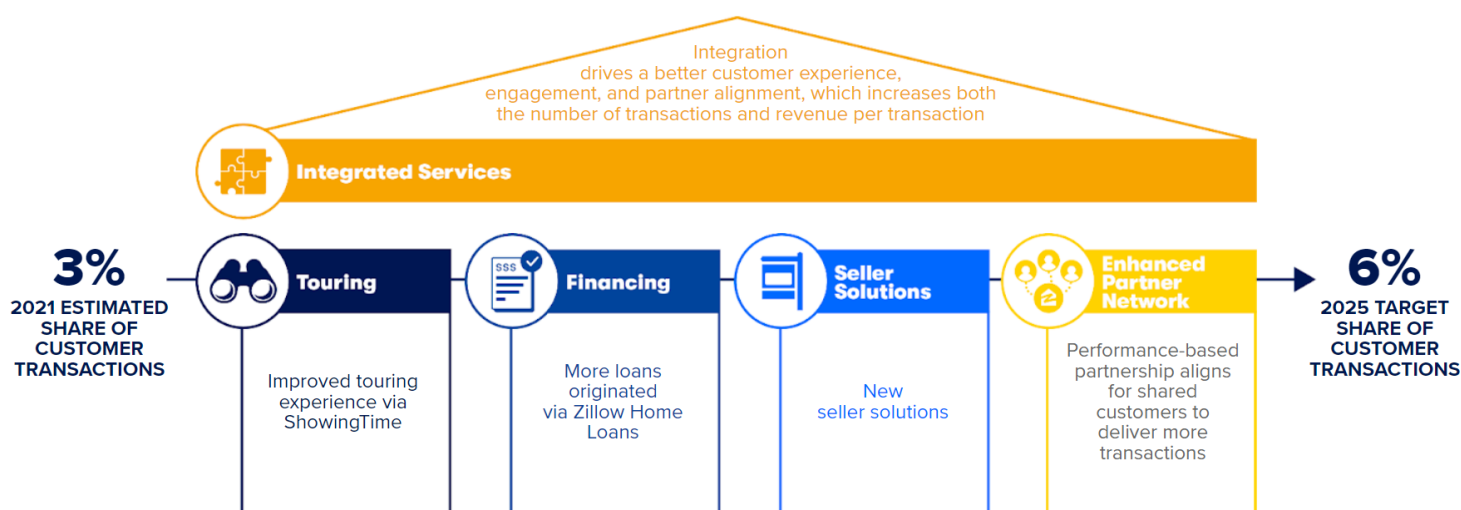 Integration
drives a better customer experience,
engagement, and partner alignment, which increases both
the number of transactions and revenue per transaction
Integrated Services
3%
2021 ESTIMATED
SHARE OF
CUSTOMER
TRANSACTIONS
Touring
Improved touring
experience via
ShowingTime
$$$
Financing
More loans
originated
via Zillow Home
Loans
Seller
Solutions
New
seller solutions
Enhanced
Partner
Network
Performance-based
partnership aligns
for shared
customers to
deliver more
transactions
6%
2025 TARGET
SHARE OF
CUSTOMER
TRANSACTIONS